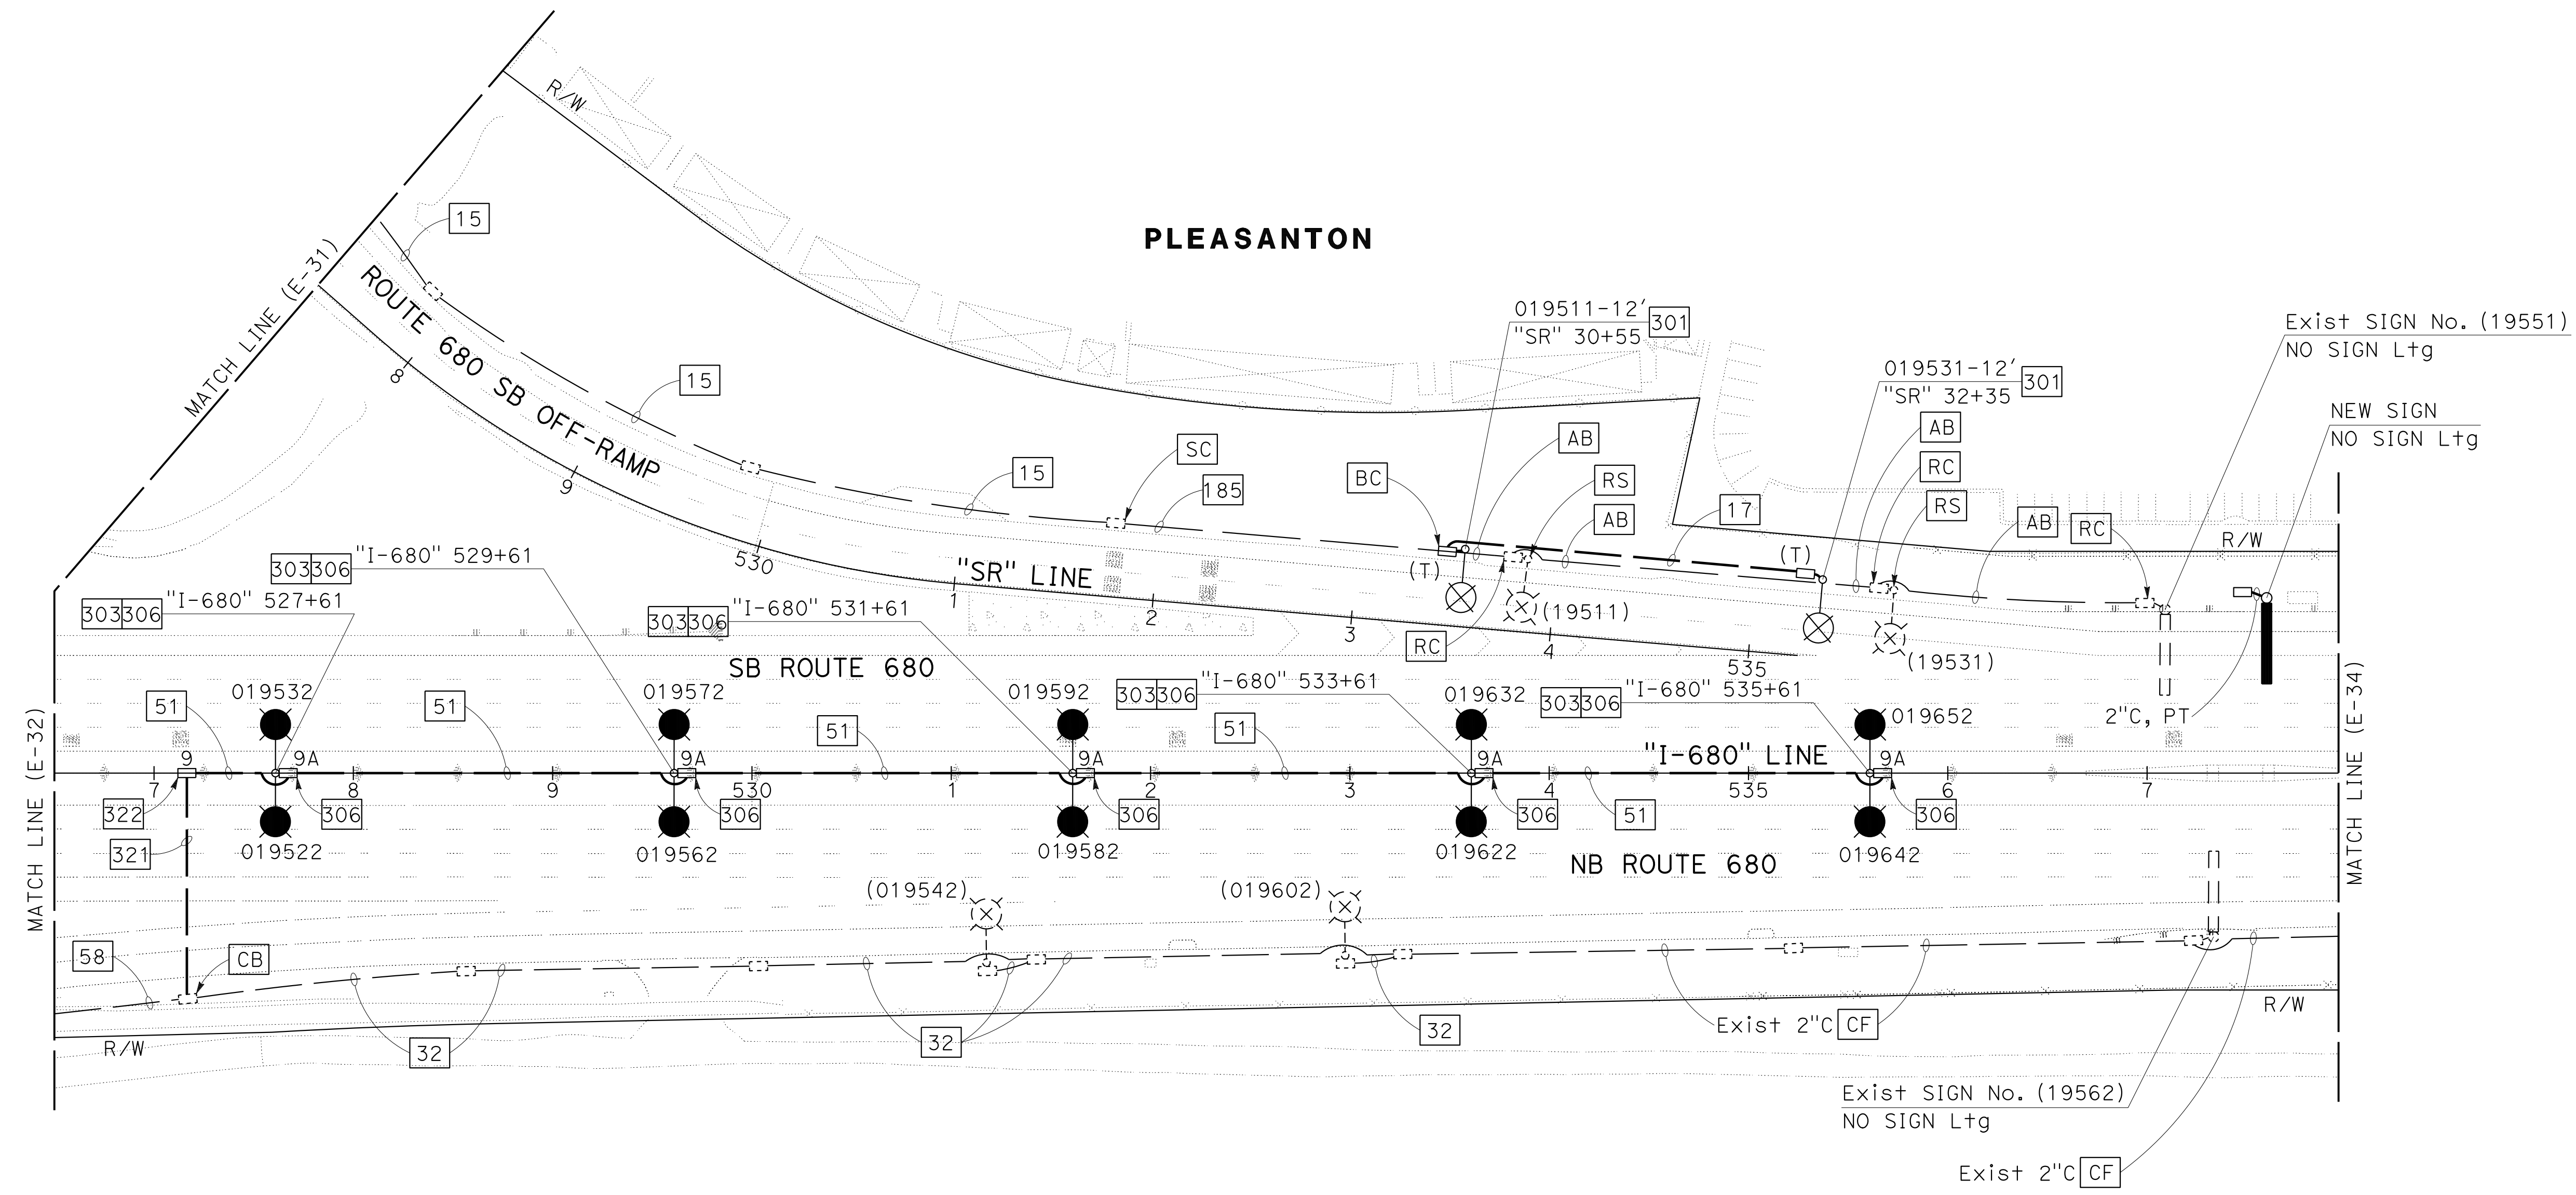 PLEASANTON
R/W
MATCH LINE (E-31)
15
ROUTE 680 SB OFF-RAMP
15
8
9
530
15
SC
185
"SR" LINE
1
2
3
4
535
BC
AB
RS
AB
17
019511-12'
"SR" 30+55
301
019531-12'
"SR" 32+35
301
AB
RC
RS
AB
RC
Exist SIGN No. (19551)
NO SIGN Ltg
NEW SIGN
NO SIGN Ltg
R/W
(T)
(T)
(19511)
RC
(19531)
2"C, PT
303 306 "I-680" 529+61
303 306 "I-680" 527+61
303 306 "I-680" 531+61
303 306 "I-680" 533+61
303 306 "I-680" 535+61
SB ROUTE 680
51
019532
51
019572
51
019592
51
019632
019652
"I-680" LINE
9
9A
9A
9A
9A
9A
7
8
9
530
1
2
3
4
535
6
7
322
306
306
306
306
51
306
321
019522
019562
019582
019622
019642
NB ROUTE 680
MATCH LINE (E-32)
MATCH LINE (E-34)
(019542)
(019602)
58
CB
32
32
32
Exist 2"C CF
R/W
R/W
Exist SIGN No. (19562)
NO SIGN Ltg
Exist 2"C CF